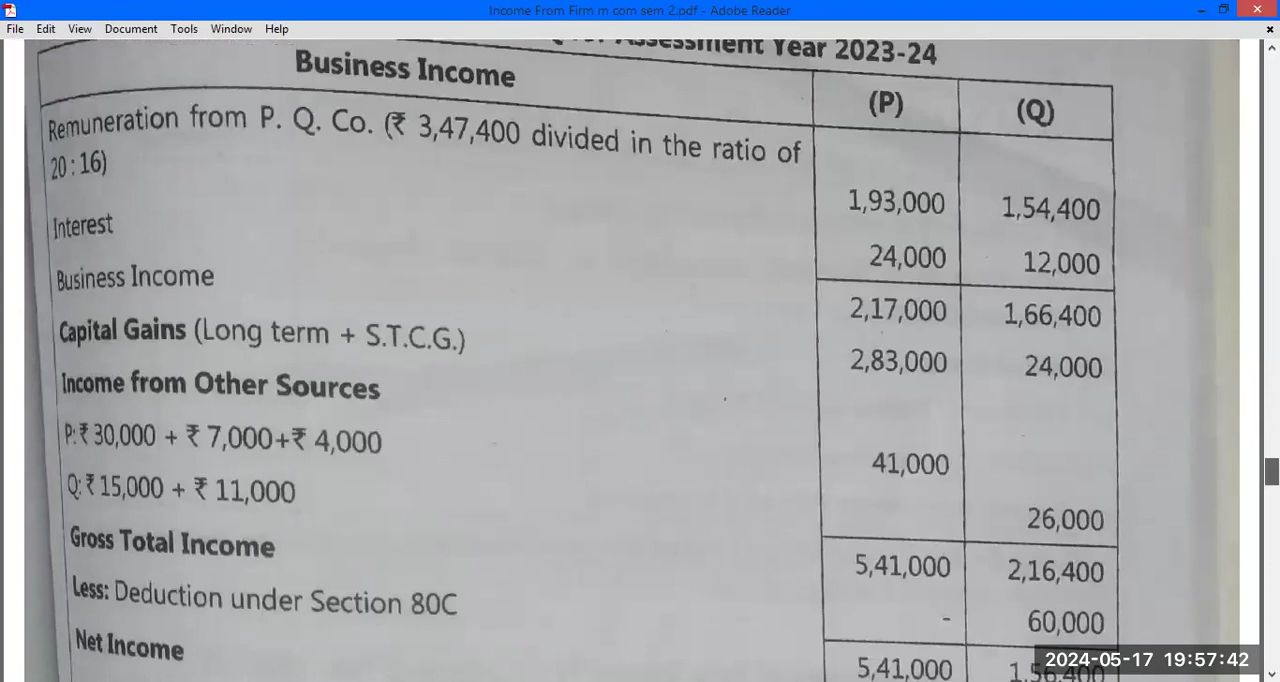 Income From Firm m com sem 2.pdf - Adobe Reader
File Edit View Document Tools Window Help
Assessment Year 2023-24
Business Income (P) (Q)
Remuneration from P. Q. Co. (₹ 3,47,400 divided in the ratio of
20 : 16) 1,93,000 1,54,400
Interest 24,000 12,000
Business Income 2,17,000 1,66,400
Capital Gains (Long term + S.T.C.G.) 2,83,000 24,000
Income from Other Sources
P: ₹ 30,000 + ₹ 7,000+₹ 4,000 41,000
Q: ₹ 15,000 + ₹ 11,000 26,000
Gross Total Income 5,41,000 2,16,400
Less: Deduction under Section 80C - 60,000
Net Income 5,41,000 1,56,400
2024-05-17 19:57:42